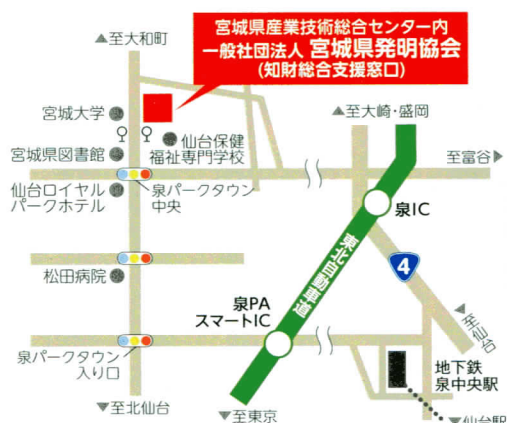 宮城県産業技術総合センター内
一般社団法人 宮城県発明協会
(知財総合支援窓口)
▲至大和町
▲至大崎・盛岡
宮城大学
仙台保健
福祉専門学校
宮城県図書館
至富谷▶
仙台ロイヤル
パークホテル
泉パークタウン
中央
泉IC
東北自動車道
4
松田病院
泉PA
スマートIC
▲至仙台
泉パークタウン
入り口
地下鉄
泉中央駅
▼至北仙台
▼至東京
▼仙台駅